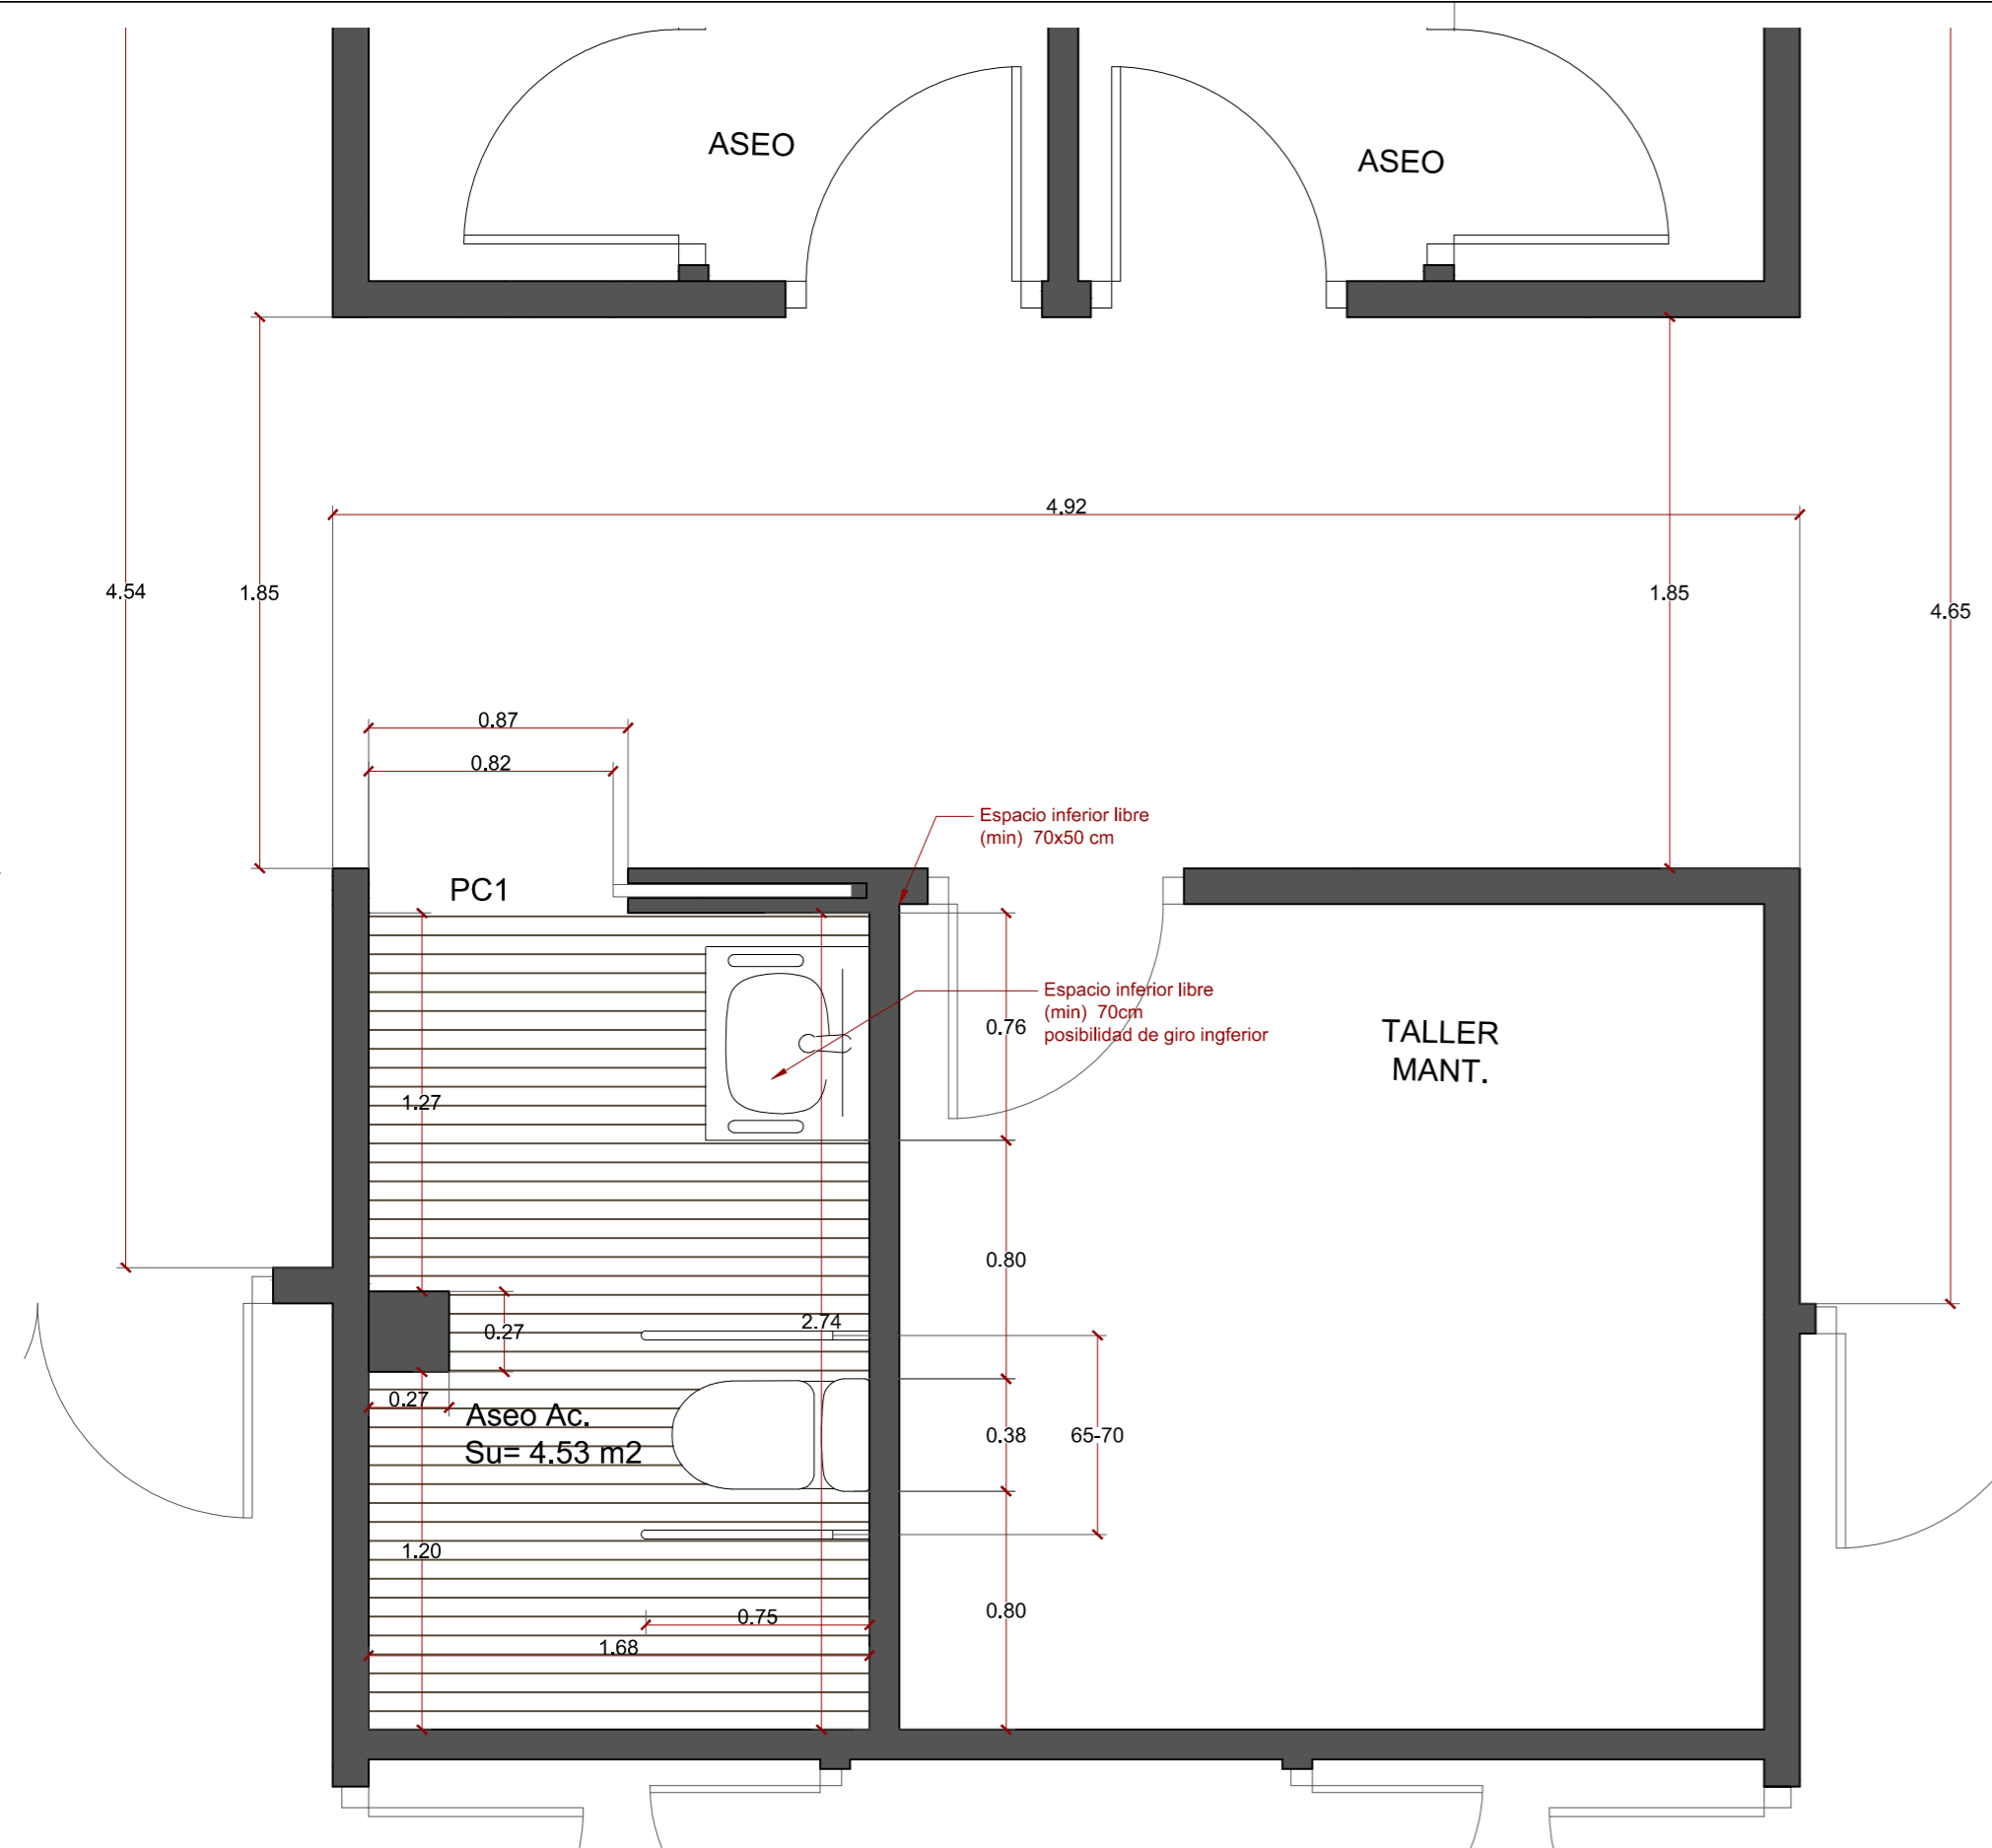 ASEO
ASEO
4.92
4.54
1.85
1.85
4.65
0.87
0.82
Espacio inferior libre
(min) 70x50 cm
PC1
Espacio inferior libre
(min) 70cm
posibilidad de giro ingferior
0.76
TALLER
MANT.
1.27
0.80
2.74
0.27
0.27
Aseo Ac.
Su= 4.53 m2
0.38
65-70
1.20
0.80
0.75
1.68